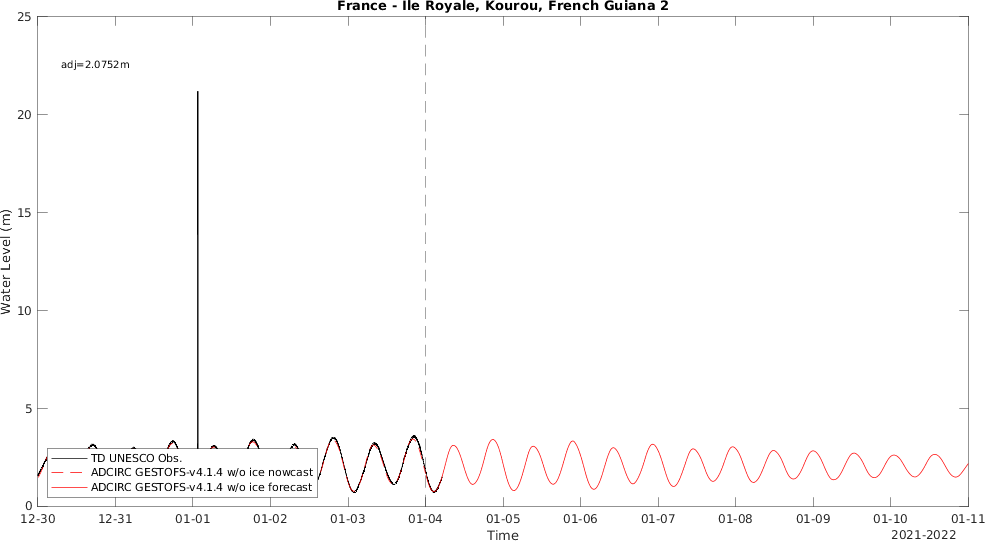 France - Ile Royale, Kourou, French Guiana 2
25
adj=2.0752m
20
15
Water Level (m)
10
5
TD UNESCO Obs.
ADCIRC GESTOFS-v4.1.4 w/o ice nowcast
ADCIRC GESTOFS-v4.1.4 w/o ice forecast
0
12-30 12-31 01-01 01-02 01-03 01-04 01-05 01-06 01-07 01-08 01-09 01-10 01-11
Time
2021-2022